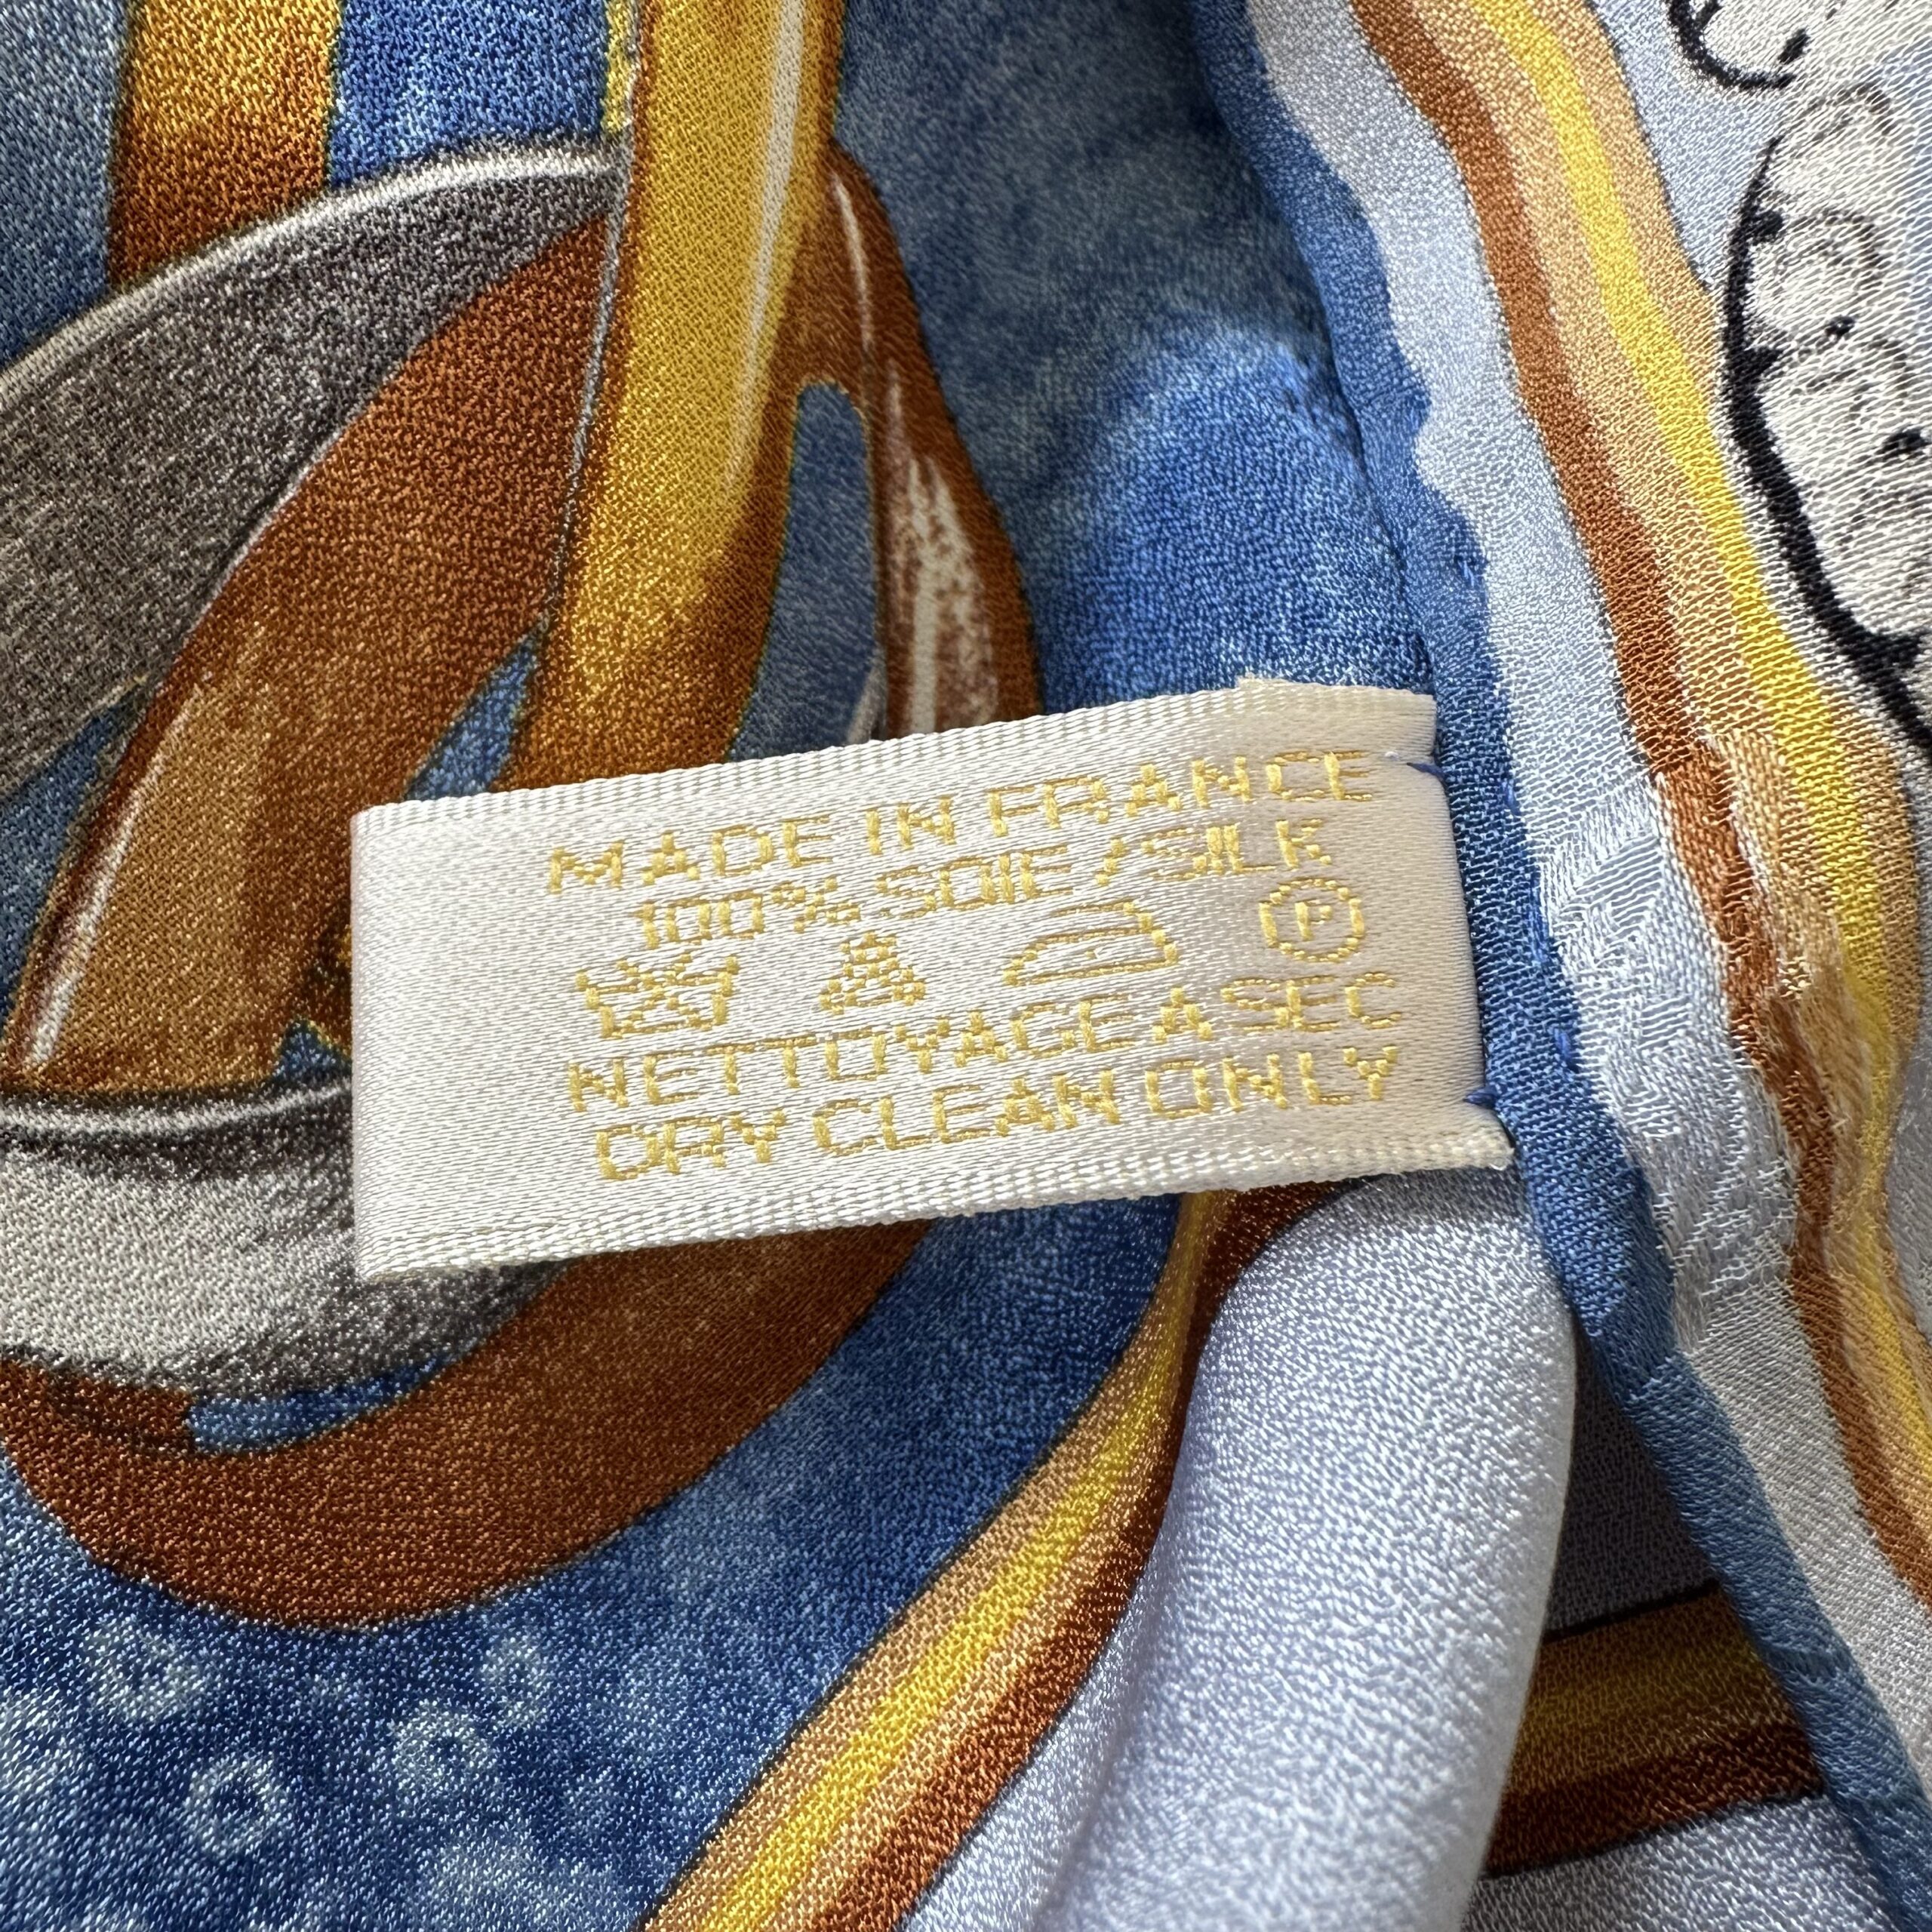 MADE IN FRANCE
100% SOIE / SILK
P
NETTOYAGE A SEC
DRY CLEAN ONLY